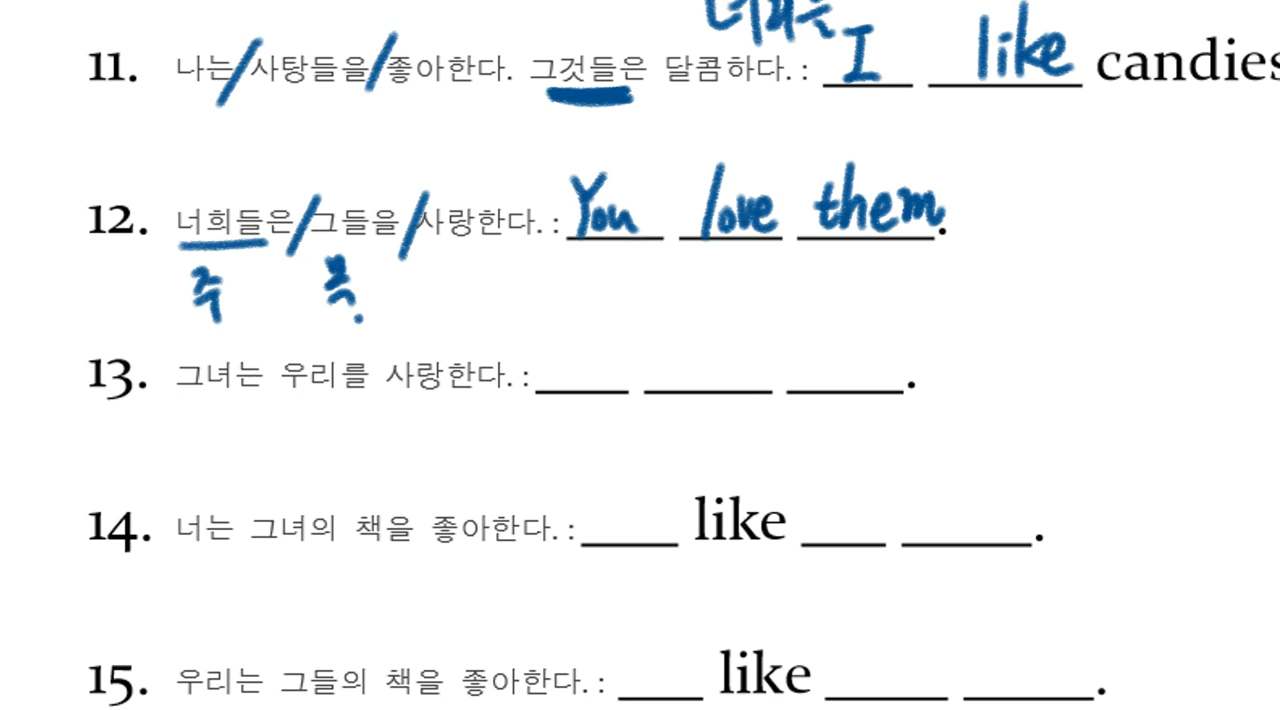 너희는
11. 나는/사탕들을/좋아한다. 그것들은 달콤하다. : I like candies
12. 너희들은/그들을/사랑한다. : You love them.
주 목.
13. 그녀는 우리를 사랑한다. : ____ ____ ____.
14. 너는 그녀의 책을 좋아한다. : ____ like ____ ____.
15. 우리는 그들의 책을 좋아한다. : ____ like ____ ____.